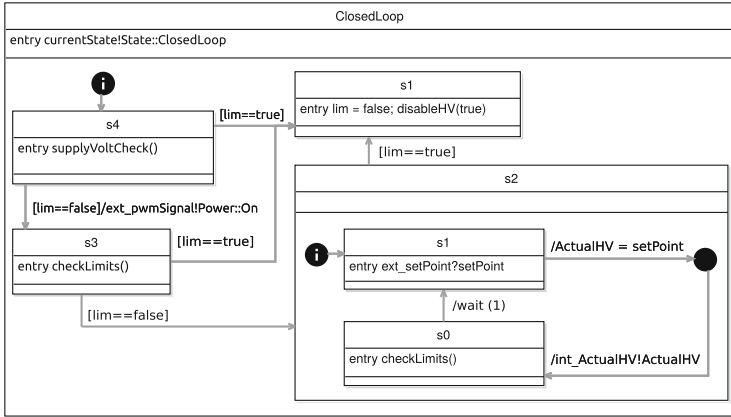 ClosedLoop
entry currentState!State::ClosedLoop
i
s4
entry supplyVoltCheck()
[lim==true]
s1
entry lim = false; disableHV(true)
[lim==true]
[lim==false]/ext_pwmSignal!Power::On
s3
entry checkLimits()
[lim==true]
[lim==false]
s2
i
s1
entry ext_setPoint?setPoint
/ActualHV = setPoint
/wait (1)
s0
entry checkLimits()
/int_ActualHV!ActualHV